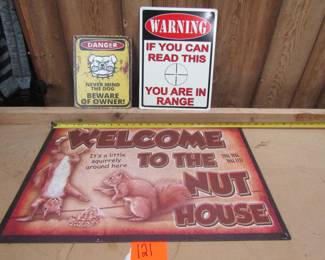 DANGER
NEVER MIND
THE DOG
BEWARE
OF OWNER!
WARNING
IF YOU CAN
READ THIS
YOU ARE IN
RANGE
WELCOME
It's a little
squirrely
around here
TO THE
NUT
HOUSE
121